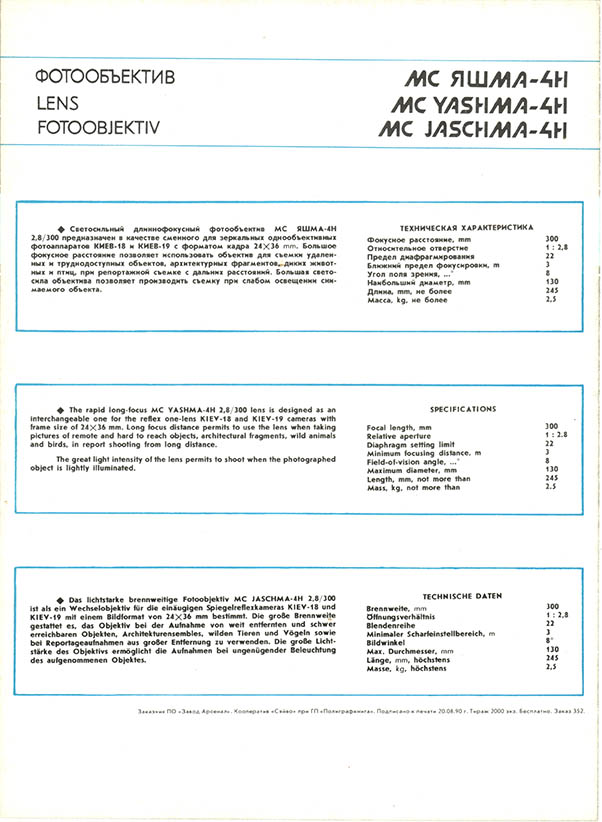 ФОТООБЪЕКТИВ
LENS
FOTOOBJEKTIV
МС ЯШМА-4Н
MC YASHMA-4H
MC JASCHMA-4H
◆ Светосильный длиннофокусный фотообъектив МС ЯШМА-4Н
2,8/300 предназначен в качестве сменного для зеркальных однообъективных
фотоаппаратов КИЕВ-18 и КИЕВ-19 с форматом кадра 24×36 mm. Большое
фокусное расстояние позволяет использовать объектив для съемки удален-
ных и труднодоступных объектов, архитектурных фрагментов, диких живот-
ных и птиц, при репортажной съемке с дальних расстояний. Большая свето-
сила объектива позволяет производить съемку при слабом освещении сни-
маемого объекта.
ТЕХНИЧЕСКАЯ ХАРАКТЕРИСТИКА
Фокусное расстояние, mm 300
Относительное отверстие 1 : 2,8
Предел диафрагмирования 22
Ближний предел фокусировки, m 3
Угол поля зрения, ...° 8
Наибольший диаметр, mm 130
Длина, mm, не более 245
Масса, kg, не более 2,5
◆ The rapid long-focus MC YASHMA-4H 2,8/300 lens is designed as an
interchangeable one for the reflex one-lens KIEV-18 and KIEV-19 cameras with
frame size of 24×36 mm. Long focus distance permits to use the lens when taking
pictures of remote and hard to reach objects, architectural fragments, wild animals
and birds, in report shooting from long distance.
The great light intensity of the lens permits to shoot when the photographed
object is lightly illuminated.
SPECIFICATIONS
Focal length, mm 300
Relative aperture 1 : 2.8
Diaphragm setting limit 22
Minimum focusing distance, m 3
Field-of-vision angle, ...° 8
Maximum diameter, mm 130
Length, mm, not more than 245
Mass, kg, not more than 2.5
◆ Das lichtstarke brennweitige Fotoobjektiv MC JASCHMA-4H 2,8/300
ist als ein Wechselobjektiv für die einäugigen Spiegelreflexkameras KIEV-18 und
KIEV-19 mit einem Bildformat von 24×36 mm bestimmt. Die große Brennweite
gestattet es, das Objektiv bei der Aufnahme von weit entfernten und schwer
erreichbaren Objekten, Architekturensembles, wilden Tieren und Vögeln sowie
bei Reportageaufnahmen aus großer Entfernung zu verwenden. Die große Licht-
stärke des Objektivs ermöglicht die Aufnahmen bei ungenügender Beleuchtung
des aufgenommenen Objektes.
TECHNISCHE DATEN
Brennweite, mm 300
Öffnungsverhältnis 1 : 2,8
Blendenreihe 22
Minimaler Scharfeinstellbereich, m 3
Bildwinkel 8°
Max. Durchmesser, mm 130
Länge, mm, höchstens 245
Masse, kg, höchstens 2,5
Заказчик ПО «Завод Арсенал». Кооператив «Сяйво» при ГП «Полиграфкнига». Подписано к печати 20.08.90 г. Тираж 2000 экз. Бесплатно. Заказ 352.